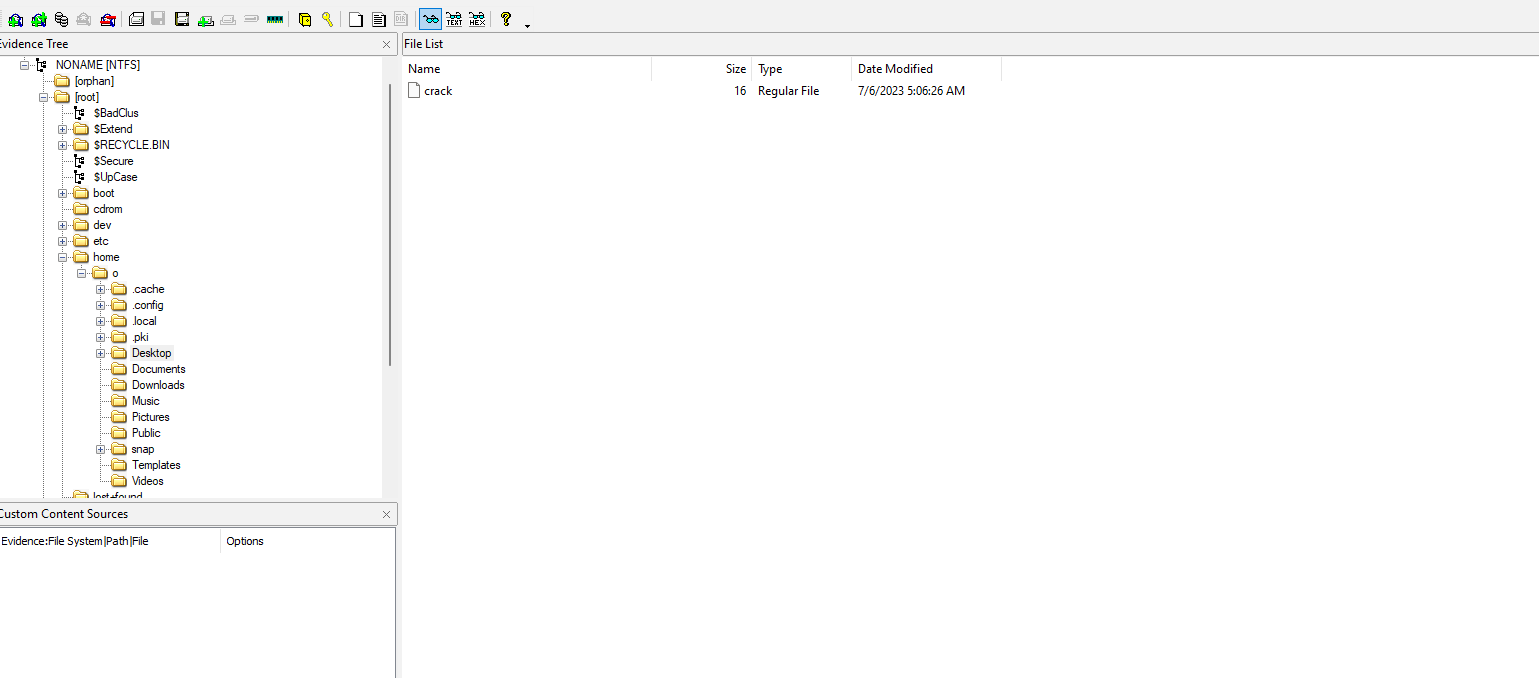 TEXT HEX
DIR
Evidence Tree
NONAME [NTFS]
[orphan]
[root]
$BadClus
$Extend
$RECYCLE.BIN
$Secure
$UpCase
boot
cdrom
dev
etc
home
o
.cache
.config
.local
.pki
Desktop
Documents
Downloads
Music
Pictures
Public
snap
Templates
Videos
lost+found
Custom Content Sources
Evidence:File System|Path|File Options
File List
Name Size Type Date Modified
crack 16 Regular File 7/6/2023 5:06:26 AM